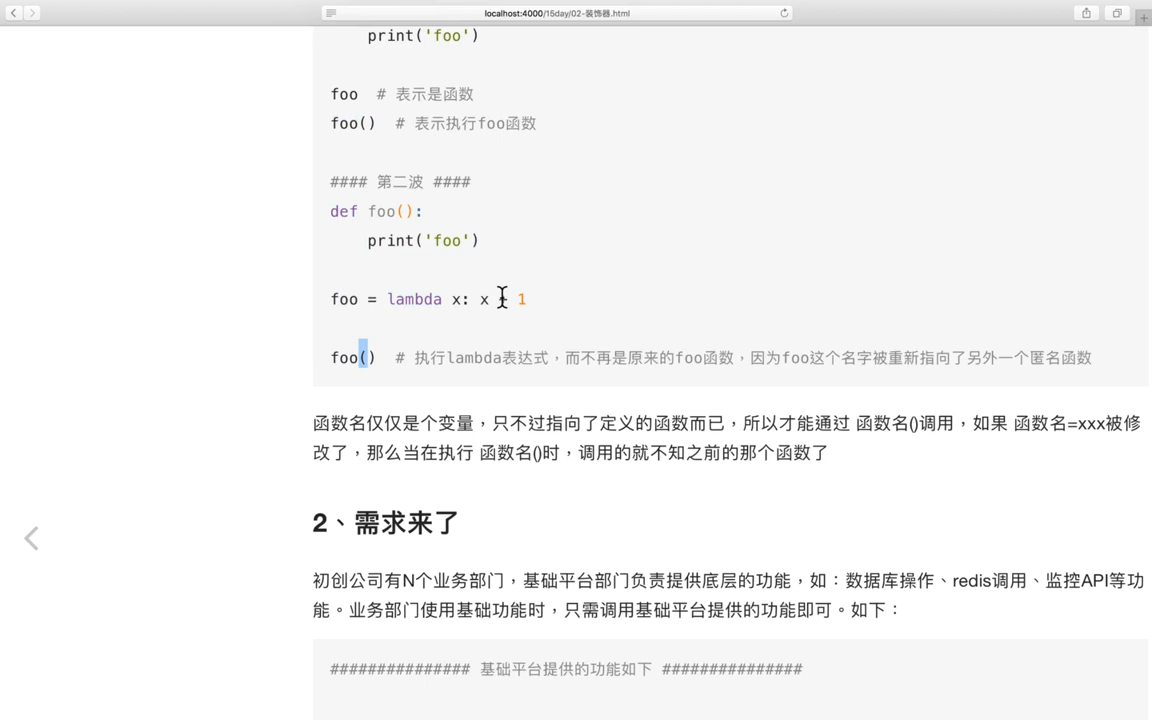 localhost:4000/15day/02-装饰器.html
print('foo')
foo # 表示是函数
foo() # 表示执行foo函数
#### 第二波 ####
def foo():
print('foo')
foo = lambda x: x 1
foo() # 执行lambda表达式，而不再是原来的foo函数，因为foo这个名字被重新指向了另外一个匿名函数
函数名仅仅是个变量，只不过指向了定义的函数而已，所以才能通过 函数名()调用，如果 函数名=xxx被修
改了，那么当在执行 函数名()时，调用的就不知之前的那个函数了
2、需求来了
初创公司有N个业务部门，基础平台部门负责提供底层的功能，如：数据库操作、redis调用、监控API等功
能。业务部门使用基础功能时，只需调用基础平台提供的功能即可。如下：
############### 基础平台提供的功能如下 ###############